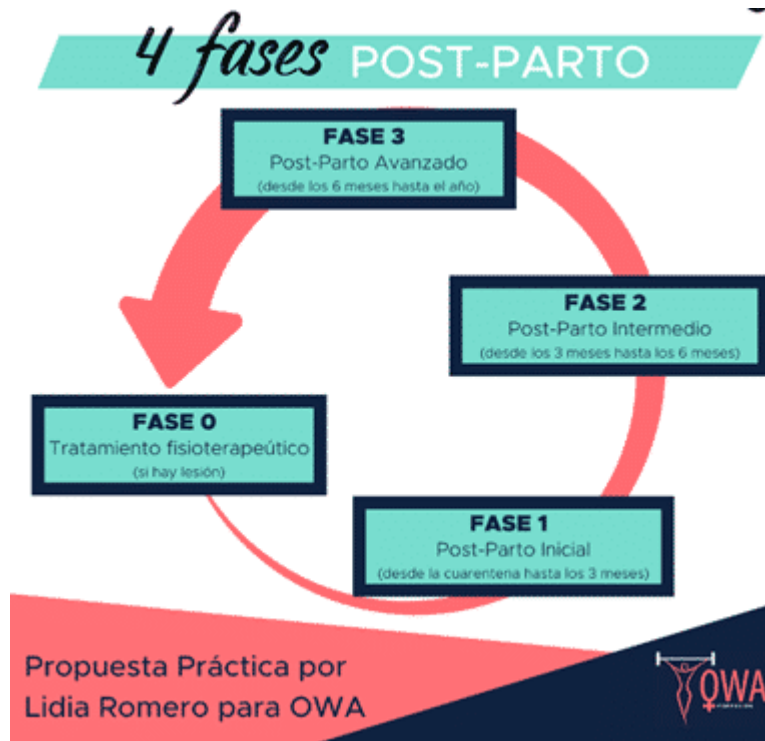 4 fases POST-PARTO
FASE 3
Post-Parto Avanzado
(desde los 6 meses hasta el año)
FASE 2
Post-Parto Intermedio
(desde los 3 meses hasta los 6 meses)
FASE 0
Tratamiento fisioterapeútico
(si hay lesión)
FASE 1
Post-Parto Inicial
(desde la cuarentena hasta los 3 meses)
Propuesta Práctica por
Lidia Romero para OWA
OWA